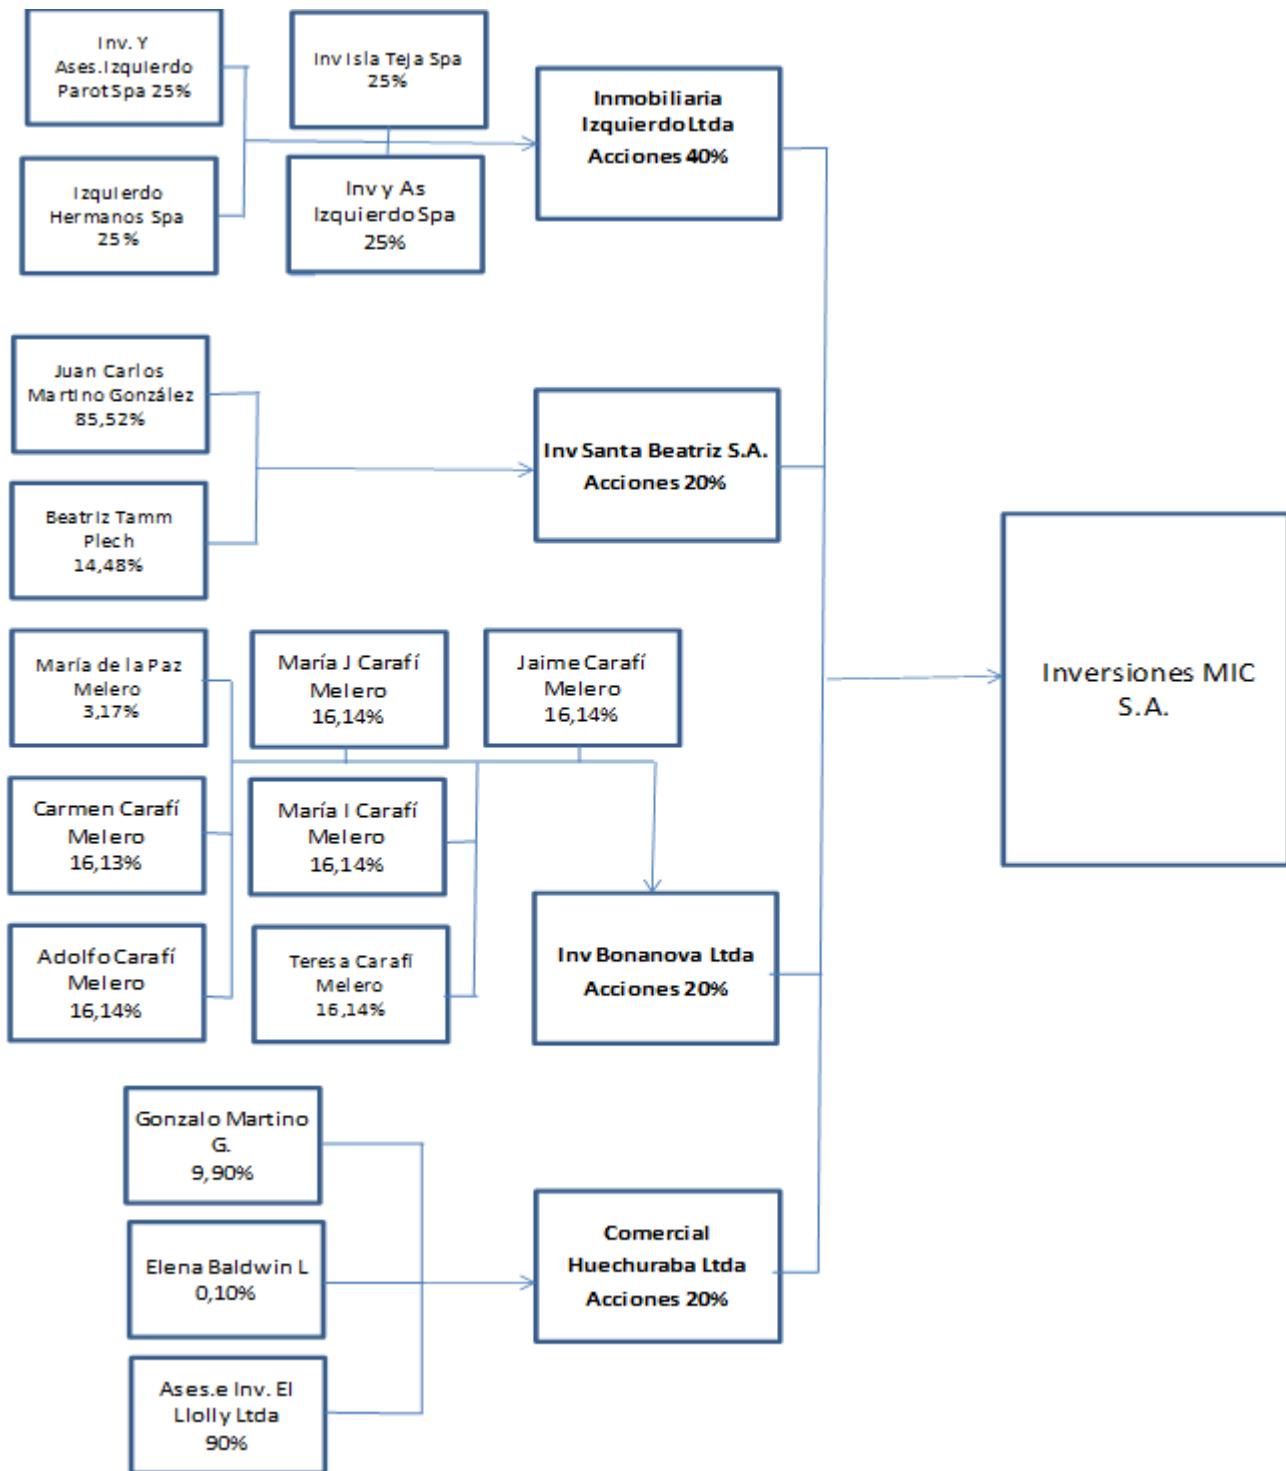 Inv. Y
Ases.Izquierdo
Parot Spa 25%
Inv Isla Teja Spa
25%
Inmobiliaria
Izquierdo Ltda
Acciones 40%
Izquierdo
Hermanos Spa
25%
Inv y As
Izquierdo Spa
25%
Juan Carlos
Martino González
85,52%
Inv Santa Beatriz S.A.
Acciones 20%
Beatriz Tamm
Plech
14,48%
Inversiones MIC
S.A.
María de la Paz
Melero
3,17%
María J Carafí
Melero
16,14%
Jaime Carafí
Melero
16,14%
Carmen Carafí
Melero
16,13%
María I Carafí
Melero
16,14%
Adolfo Carafí
Melero
16,14%
Teresa Carafí
Melero
16,14%
Inv Bonanova Ltda
Acciones 20%
Gonzalo Martino
G.
9,90%
Elena Baldwin L
0,10%
Comercial
Huechuraba Ltda
Acciones 20%
Ases.e Inv. El
Llolly Ltda
90%